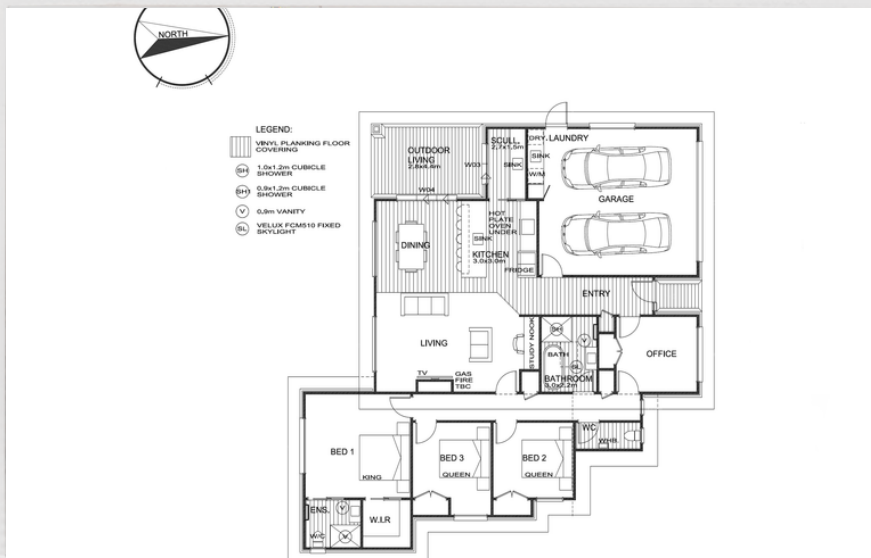 NORTH
LEGEND:
VINYL PLANKING FLOOR
COVERING
SH
1.0x1.2m CUBICLE
SHOWER
SH1
0.9x1.2m CUBICLE
SHOWER
V
0.9m VANITY
SL
VELUX FCM510 FIXED
SKYLIGHT
OUTDOOR
LIVING
2.8x4.4m
W03
W04
SCULL.
2.7x1.5m
SINK
DRY.
LAUNDRY
SINK
W/M
GARAGE
HOT
PLATE
OVEN
UNDER
DINING
SINK
KITCHEN
3.0x3.0m
FRIDGE
ENTRY
LIVING
STUDY NOOK
SH
V
BATH
SL
BATHROOM
3.0x2.2m
OFFICE
TV
GAS
FIRE
TBC
WC
WHB.
BED 1
KING
BED 3
QUEEN
BED 2
QUEEN
ENS.
V
W/C
V
W.I.R